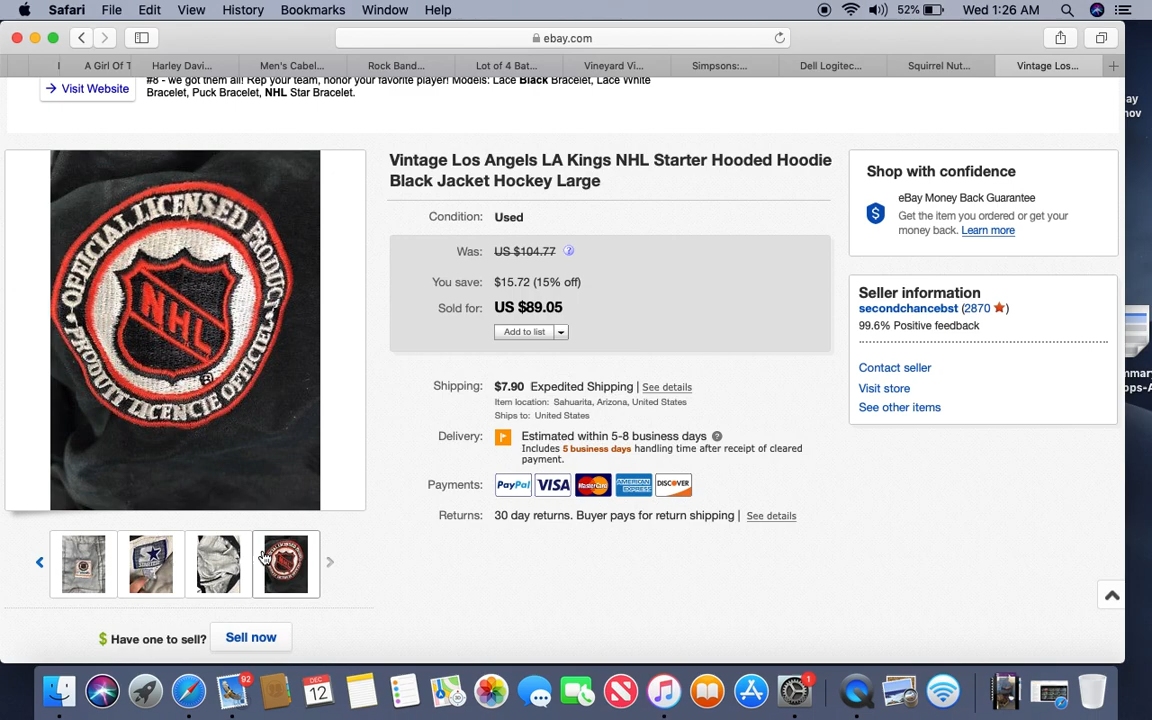 Safari File Edit View History Bookmarks Window Help 52% Wed 1:26 AM
ebay.com
A Girl Of T Harley Davi... Men's Cabel... Rock Band... Lot of 4 Bat... Vineyard Vi... Simpsons:... Dell Logitec... Squirrel Nut... Vintage Los...
#8 - we got them all! Rep your team, honor your favorite player! Models: Lace Black Bracelet, Lace White
Visit Website
Bracelet, Puck Bracelet, NHL Star Bracelet.
OFFICIAL LICENSED PRODUCT
NHL
PRODUIT LICENCIE OFFICIEL
Vintage Los Angels LA Kings NHL Starter Hooded Hoodie
Black Jacket Hockey Large
Condition: Used
Was: US $104.77
You save: $15.72 (15% off)
Sold for: US $89.05
Add to list
Shipping: $7.90 Expedited Shipping | See details
Item location: Sahuarita, Arizona, United States
Ships to: United States
Delivery: Estimated within 5-8 business days
Includes 5 business days handling time after receipt of cleared
payment.
Payments: PayPal VISA MasterCard AMERICAN EXPRESS DISCOVER
Returns: 30 day returns. Buyer pays for return shipping | See details
Shop with confidence
eBay Money Back Guarantee
Get the item you ordered or get your
money back. Learn more
Seller information
secondchancebst (2870)
99.6% Positive feedback
Contact seller
Visit store
See other items
$ Have one to sell? Sell now
92
DEC
12
1